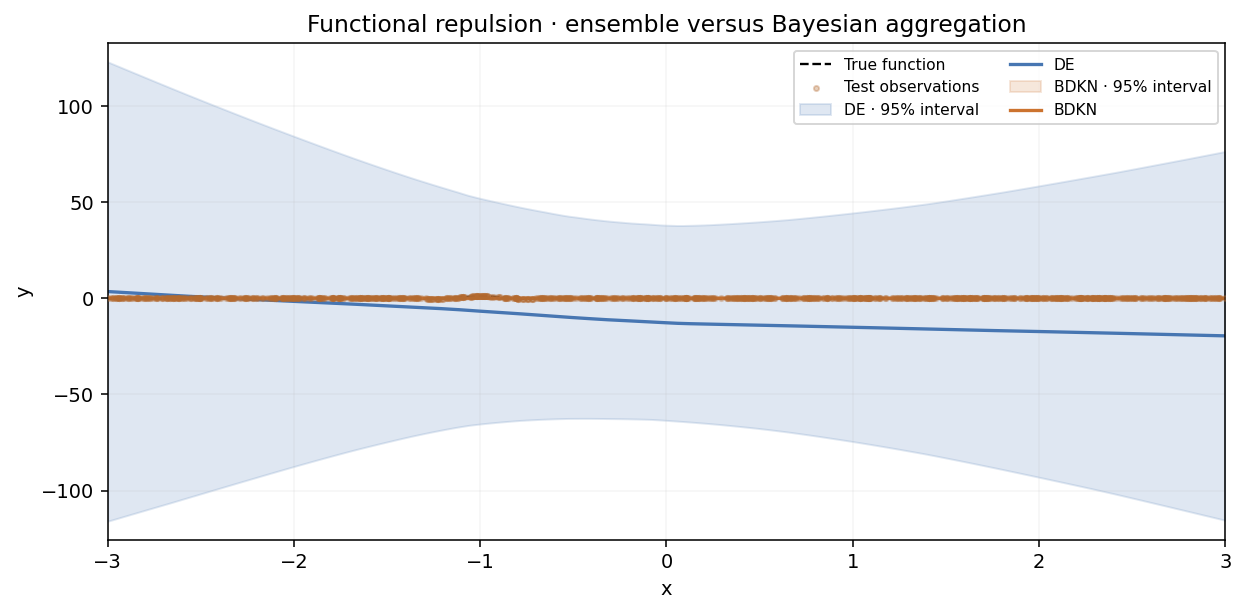 Functional repulsion · ensemble versus Bayesian aggregation
True function
Test observations
DE · 95% interval
DE
BDKN · 95% interval
BDKN
100
50
0
−50
−100
y
−3
−2
−1
0
1
2
3
x